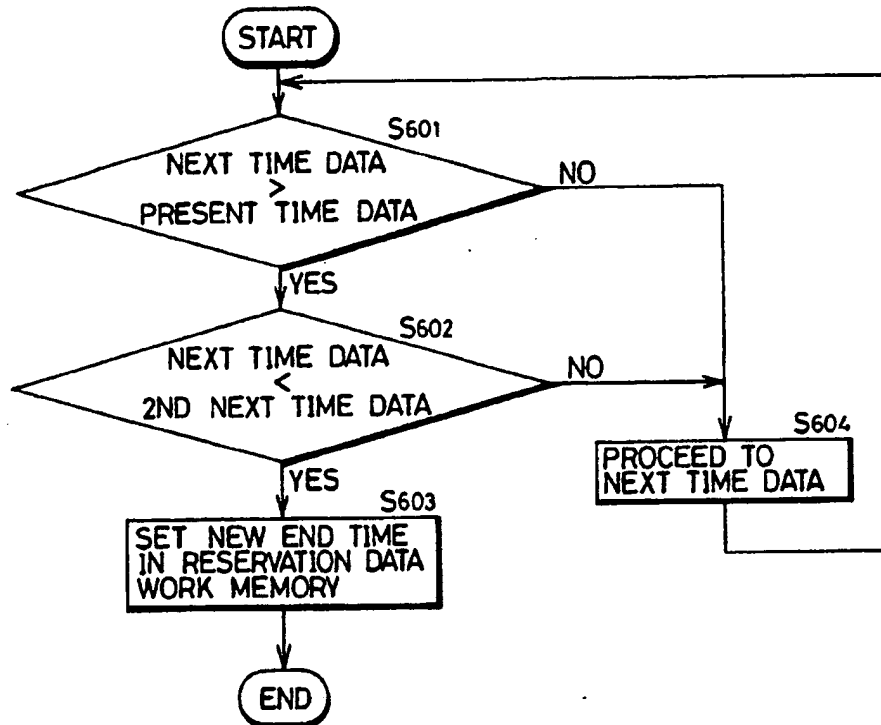 START
S601
NEXT TIME DATA
>
PRESENT TIME DATA
NO
YES
S602
NEXT TIME DATA
<
2ND NEXT TIME DATA
NO
YES
S604
PROCEED TO
NEXT TIME DATA
S603
SET NEW END TIME
IN RESERVATION DATA
WORK MEMORY
END